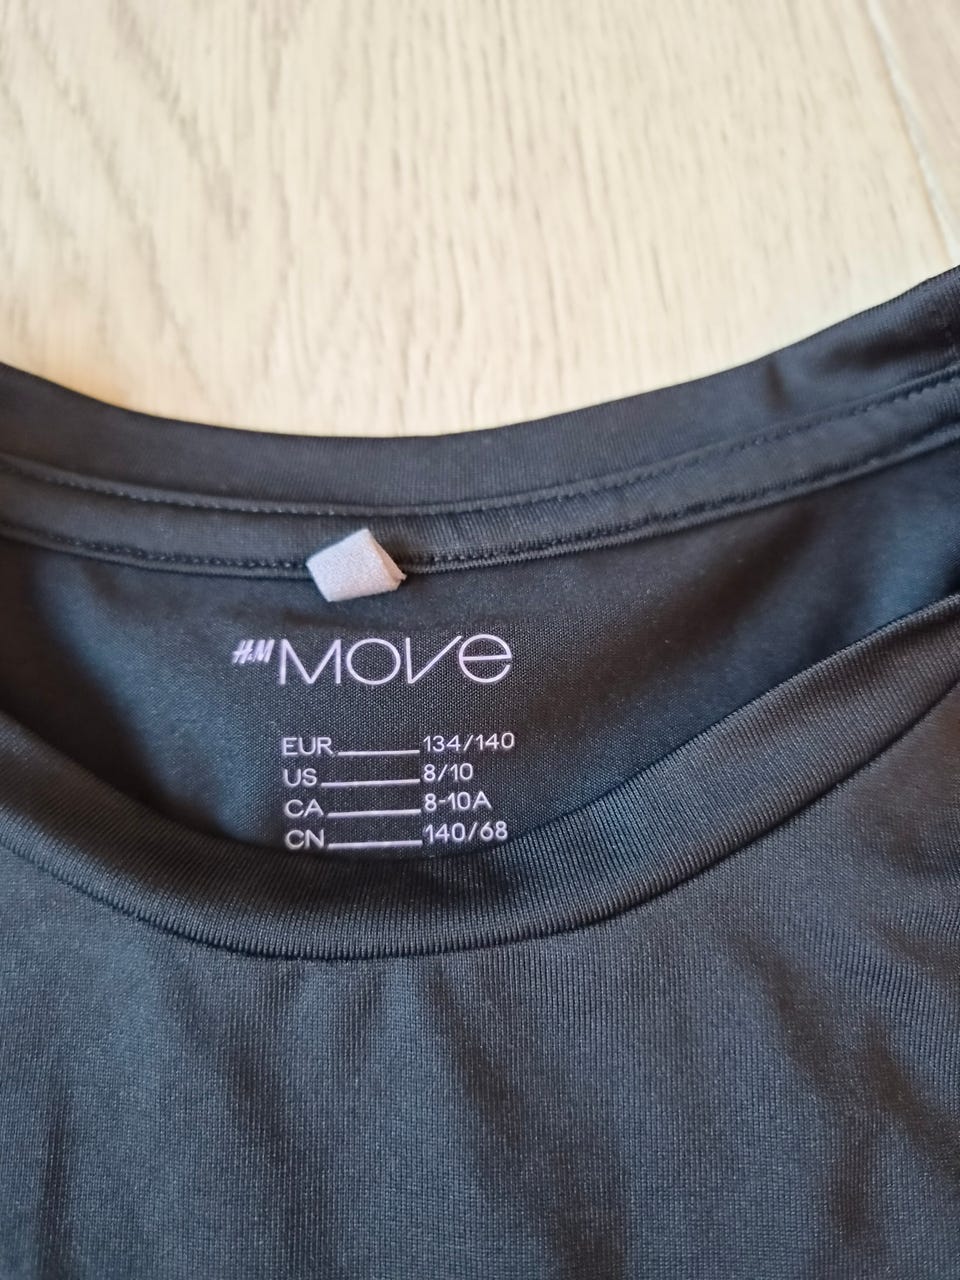 H&M MOVE
EUR 134/140
US 8/10
CA 8-10A
CN 140/68